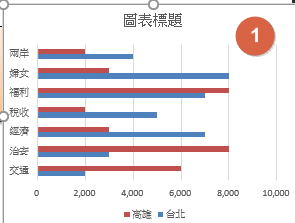 圖表標題
1
兩岸
婦女
福利
稅收
經濟
治安
交通
0 2,000 4,000 6,000 8,000 10,000
高雄 台北